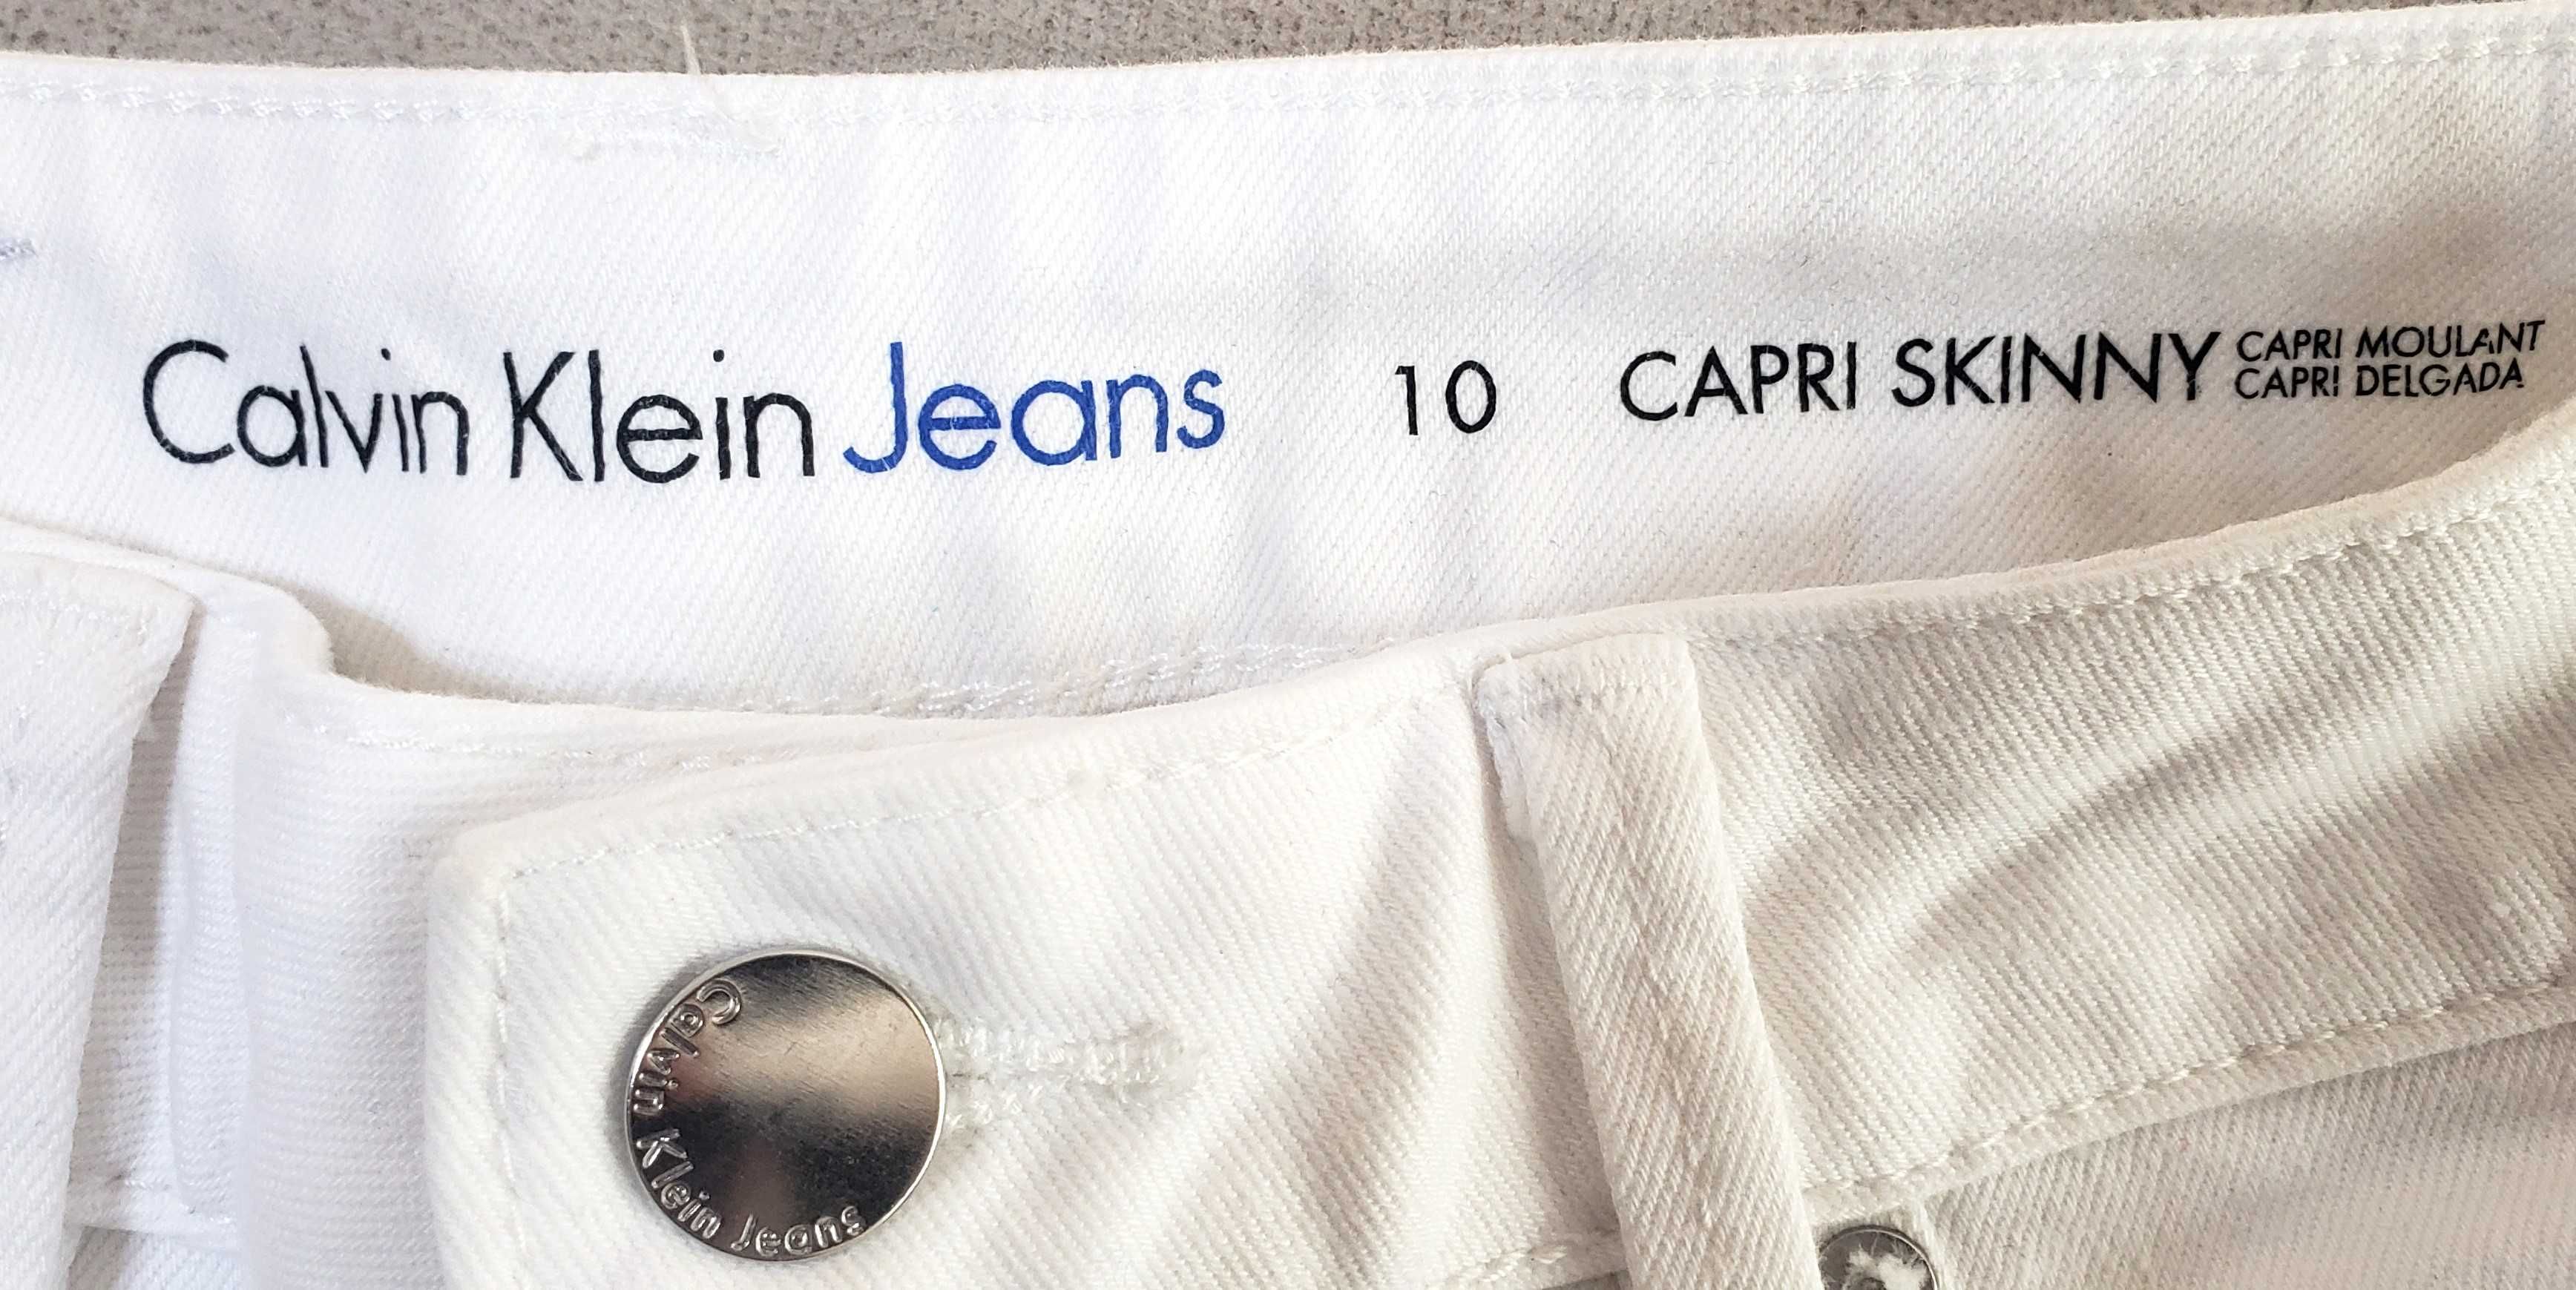 Calvin Klein Jeans 10 CAPRI SKINNY
CAPRI MOULANT
CAPRI DELGADA
Calvin Klein Jeans